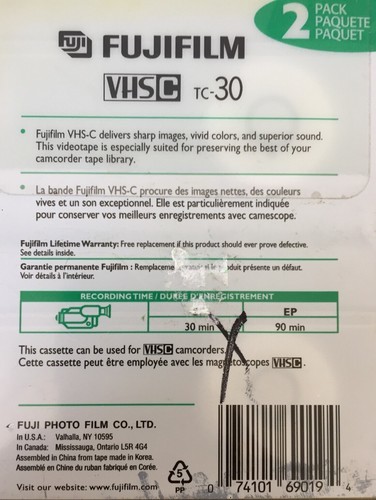 2 PACK
PAQUETE
PAQUET
FUJI FUJIFILM
VHSC TC-30
• Fujifilm VHS-C delivers sharp images, vivid colors, and superior sound.
This videotape is especially suited for preserving the best of your
camcorder tape library.
• La bande Fujifilm VHS-C procure des images nettes, des couleurs
vives et un son exceptionnel. Elle est particulièrement indiquée
pour conserver vos meilleurs enregistrements avec camescope.
Fujifilm Lifetime Warranty: Free replacement if this product should ever prove defective.
See details inside.
Garantie permanente Fujifilm : produit présente un défaut.
Voir détails à l'intérieur.
RECORDING TIME / DURÉE D'ENREGISTREMENT
EP
30 min 90 min
This cassette can be used for VHSC camcorders.
Cette cassette peut être employée avec les magnétoscopes VHSC.
FUJI PHOTO FILM CO., LTD.
In U.S.A.: Valhalla, NY 10595
In Canada: Mississauga, Ontario L5R 4G4
Assembled in China from tape made in Korea.
Assemblé en Chine du ruban fabriqué en Corée.
Visit our website: www.fujifilm.com
5
PP
0 74101 69019 4